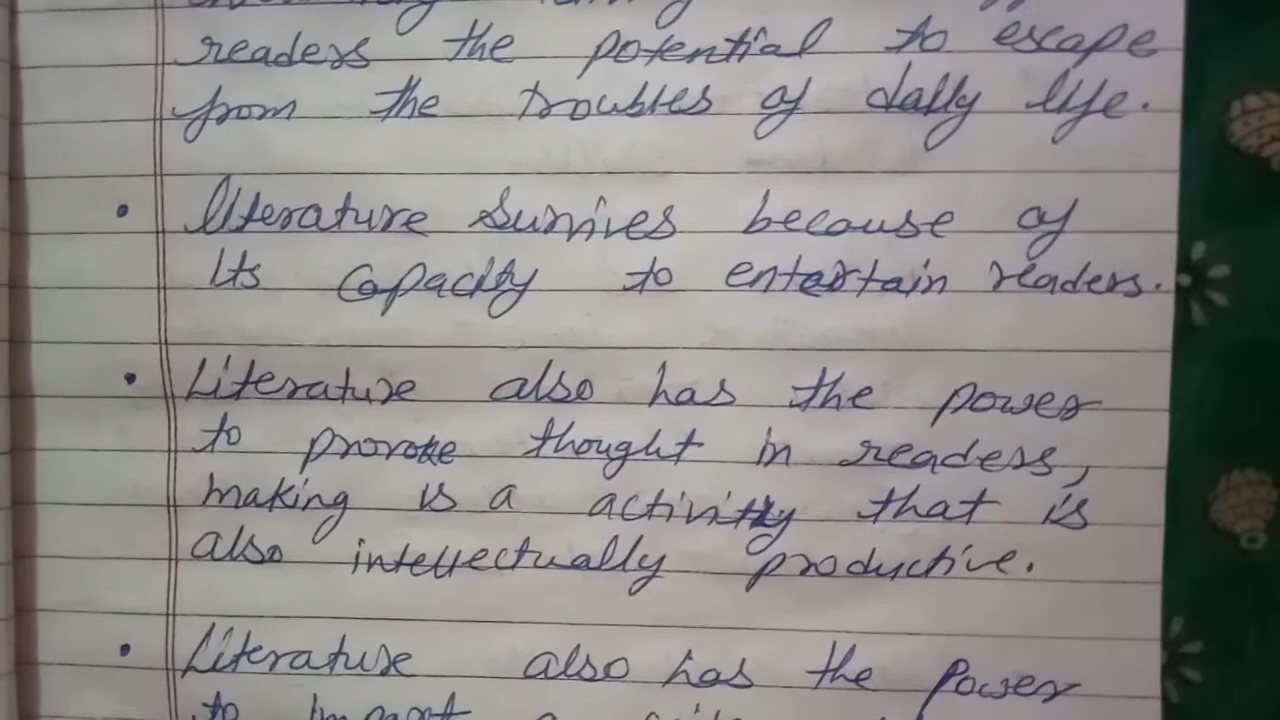 readers the potential to escape
from the troubles of daily life.
• Literature survives because of
its capacity to entertain readers.
• Literature also has the power
to provoke thought in readers,
making is a activity that is
also intellectually productive.
• Literature also has the power
to impart a